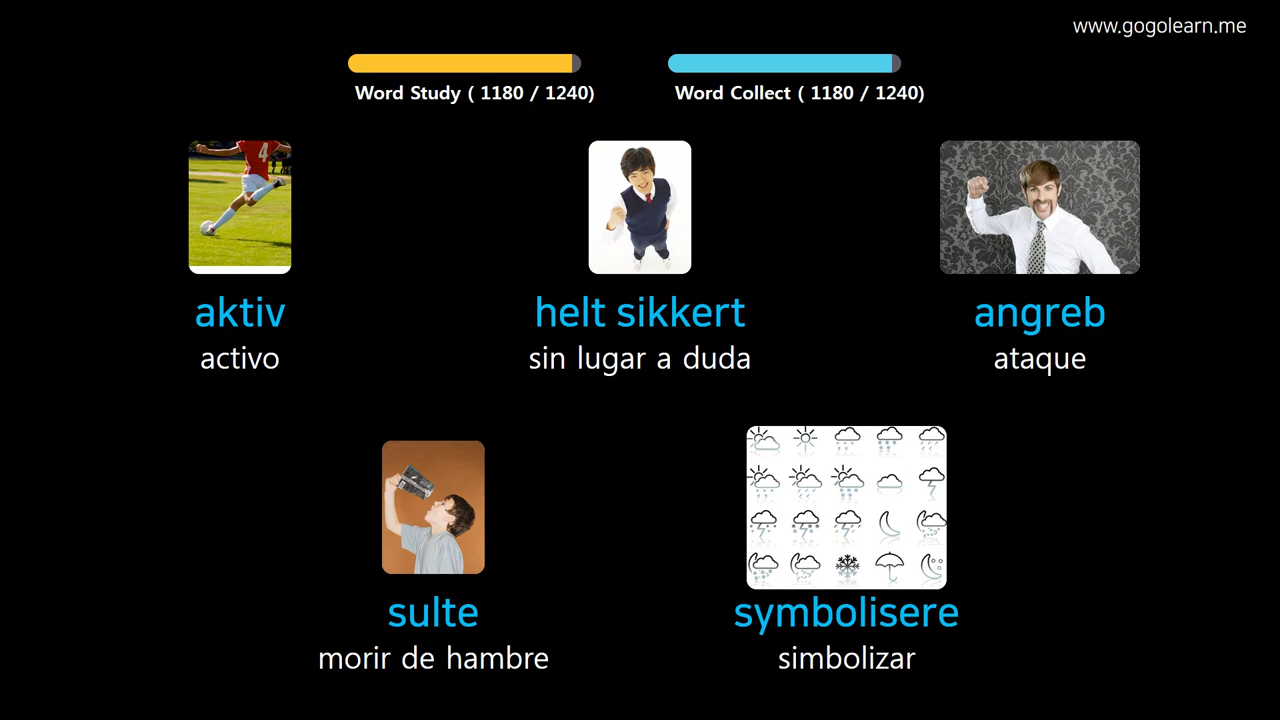 www.gogolearn.me
Word Study ( 1180 / 1240)
Word Collect ( 1180 / 1240)
4
aktiv
activo
helt sikkert
sin lugar a duda
angreb
ataque
sulte
morir de hambre
symbolisere
simbolizar